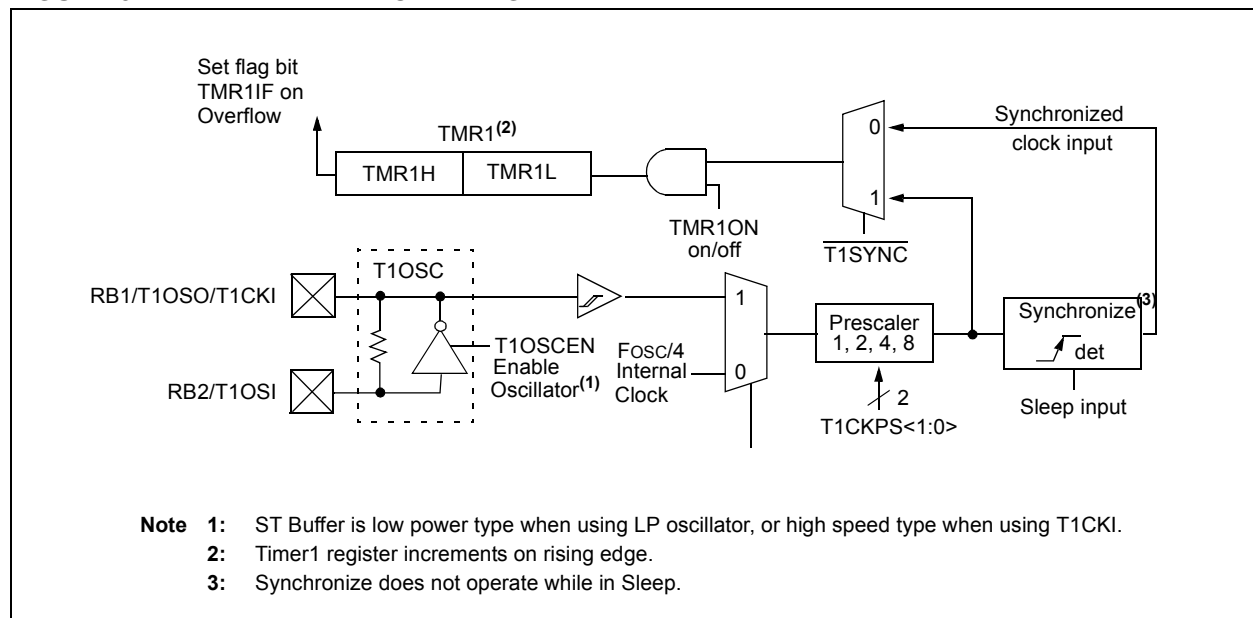 Set flag bit
TMR1IF on
Overflow
TMR1(2)
TMR1H
TMR1L
TMR1ON
on/off
0
1
T1SYNC
Synchronized
clock input
RB1/T1OSO/T1CKI
T1OSC
RB2/T1OSI
T1OSCEN
Enable
Oscillator(1)
FOSC/4
Internal
Clock
1
0
Prescaler
1, 2, 4, 8
2
T1CKPS<1:0>
Synchronize(3)
det
Sleep input
Note 1: ST Buffer is low power type when using LP oscillator, or high speed type when using T1CKI.
2: Timer1 register increments on rising edge.
3: Synchronize does not operate while in Sleep.